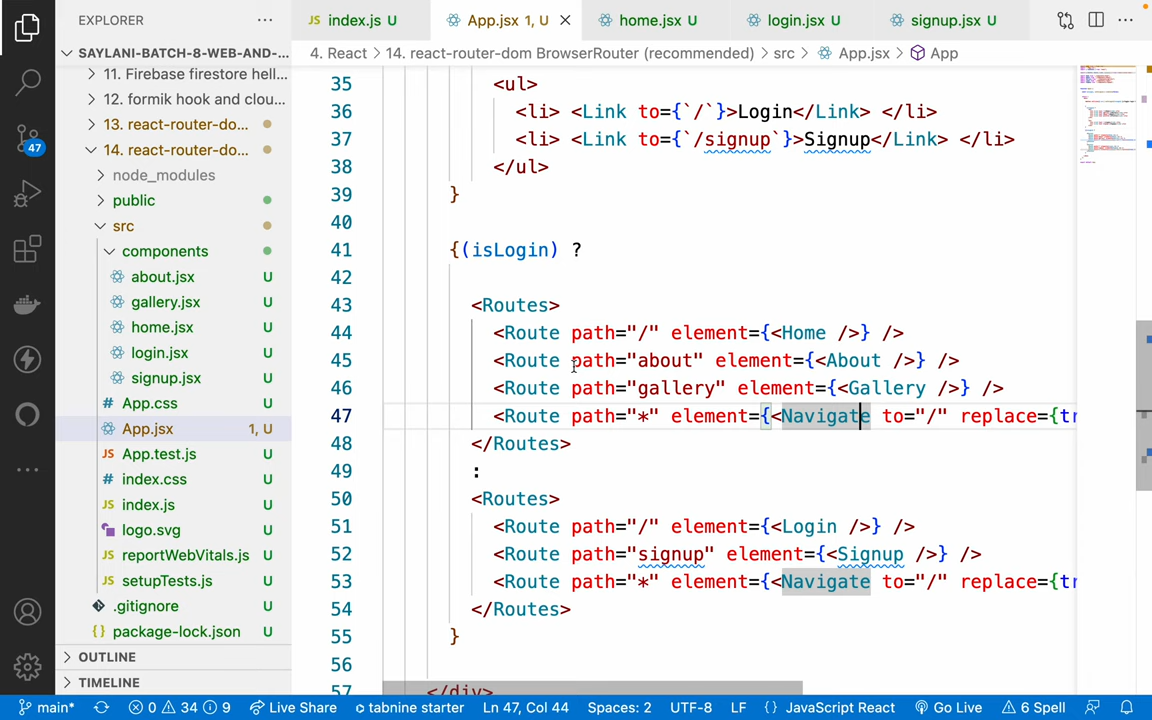 EXPLORER
index.js U
App.jsx 1, U
home.jsx U
login.jsx U
signup.jsx U
SAYLANI-BATCH-8-WEB-AND-...
4. React > 14. react-router-dom BrowserRouter (recommended) > src > App.jsx > App
11. Firebase firestore hell...
12. formik hook and clou...
13. react-router-do...
14. react-router-do...
node_modules
public
src
components
about.jsx U
gallery.jsx U
home.jsx U
login.jsx U
signup.jsx U
App.css U
App.jsx 1, U
App.test.js U
index.css U
index.js U
logo.svg U
reportWebVitals.js U
setupTests.js U
.gitignore U
package-lock.json U
OUTLINE
TIMELINE
47
35 <ul>
36 <li> <Link to={`/`}>Login</Link> </li>
37 <li> <Link to={`/signup`}>Signup</Link> </li>
38 </ul>
39 }
40
41 {(isLogin) ?
42
43 <Routes>
44 <Route path="/" element={<Home />} />
45 <Route path="about" element={<About />} />
46 <Route path="gallery" element={<Gallery />} />
47 <Route path="*" element={<Navigate to="/" replace={tr
48 </Routes>
49 :
50 <Routes>
51 <Route path="/" element={<Login />} />
52 <Route path="signup" element={<Signup />} />
53 <Route path="*" element={<Navigate to="/" replace={tr
54 </Routes>
55 }
56
57 </div>
main* 0 34 9 Live Share tabnine starter Ln 47, Col 44 Spaces: 2 UTF-8 LF {} JavaScript React Go Live 6 Spell